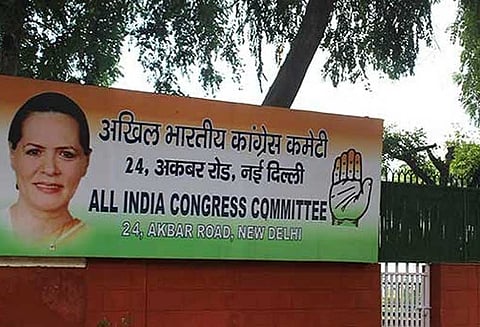 अखिल भारतीय कांग्रेस कमेटी
24, अकबर रोड, नई दिल्ली
ALL INDIA CONGRESS COMMITTEE
24, AKBAR ROAD, NEW DELHI